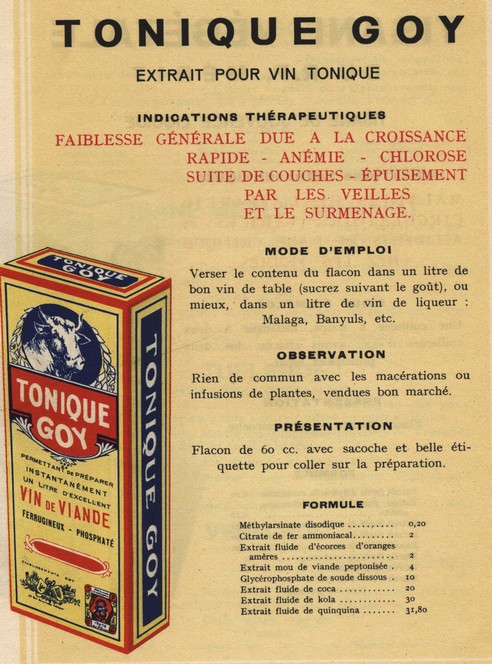 TONIQUE GOY
EXTRAIT POUR VIN TONIQUE
INDICATIONS THÉRAPEUTIQUES
FAIBLESSE GÉNÉRALE DUE A LA CROISSANCE
RAPIDE - ANÉMIE - CHLOROSE
SUITE DE COUCHES - ÉPUISEMENT
PAR LES VEILLES
ET LE SURMENAGE.
MODE D'EMPLOI
Verser le contenu du flacon dans un litre de
bon vin de table (sucrez suivant le goût), ou
mieux, dans un litre de vin de liqueur :
Malaga, Banyuls, etc.
OBSERVATION
Rien de commun avec les macérations ou
infusions de plantes, vendues bon marché.
PRÉSENTATION
Flacon de 60 cc. avec sacoche et belle éti-
quette pour coller sur la préparation.
FORMULE
Méthylarsinate disodique .......... 0,20
Citrate de fer ammoniacal.......... 2
Extrait fluide d'écorces d'oranges
amères .......................... 2
Extrait mou de viande peptonisée . 4
Glycérophosphate de soude dissous . 10
Extrait fluide de coca ............ 20
Extrait fluide de kola ............ 30
Extrait fluide de quinquina ....... 31,80
TONIQUE
GOY
TONIQUE
GOY
PERMETTANT DE PRÉPARER
INSTANTANÉMENT
UN LITRE D'EXCELLENT
VIN DE VIANDE
FERRUGINEUX - PHOSPHATÉ
ETABLISSEMENTS GOY
TONIQUE GOY